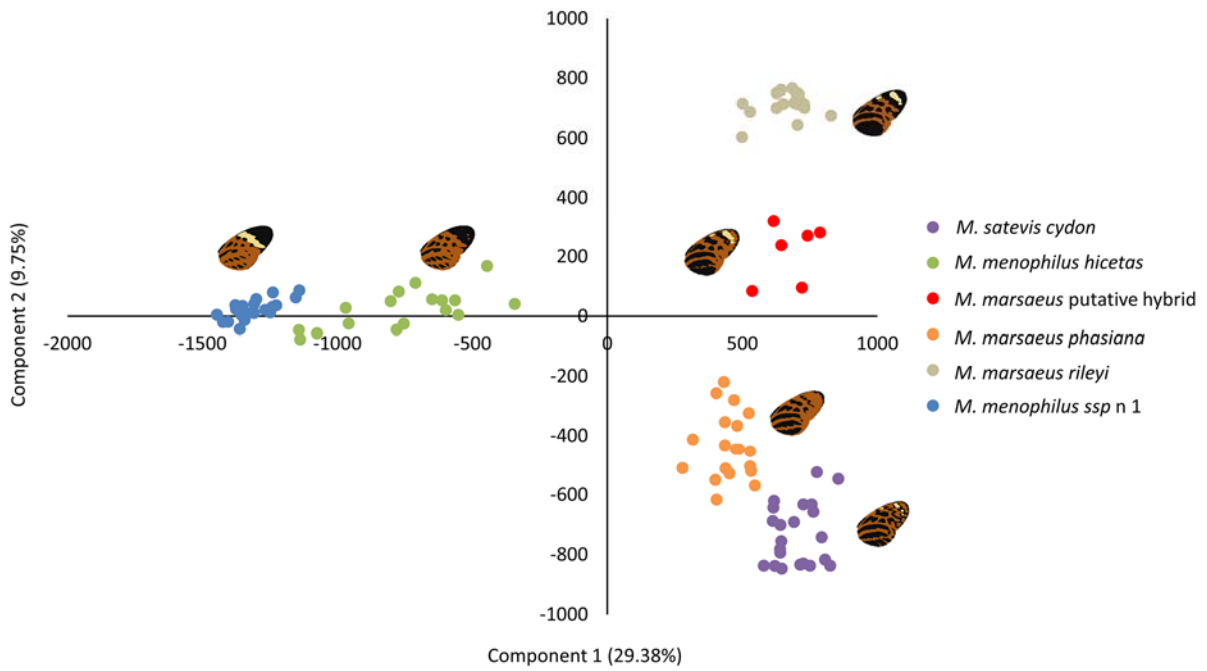 1000
800
600
400
200
0
-2000
-1500
-1000
-500
0
500
1000
-200
-400
-600
-800
-1000
Component 2 (9.75%)
Component 1 (29.38%)
M. satevis cydon
M. menophilus hicetas
M. marsaeus putative hybrid
M. marsaeus phasiana
M. marsaeus rileyi
M. menophilus ssp n 1